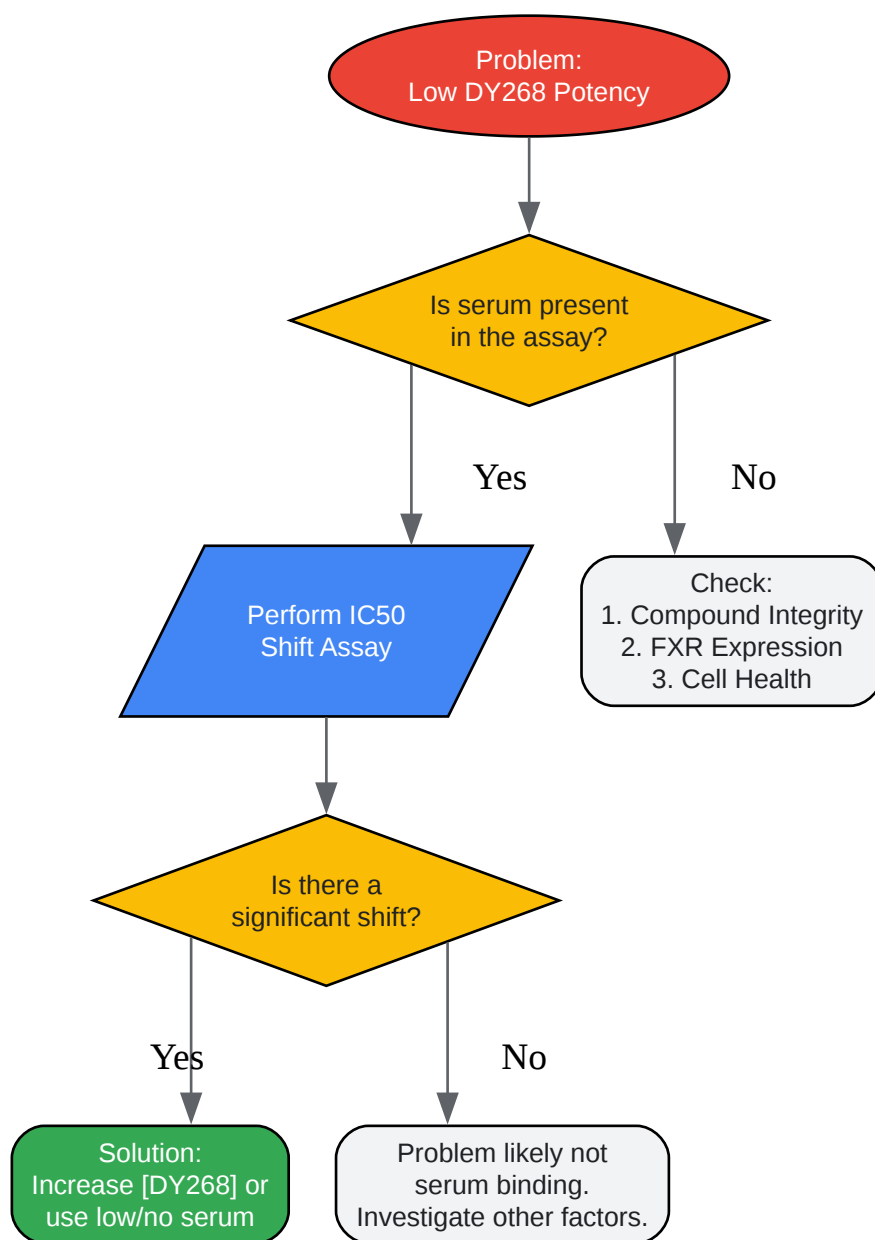 Problem:
Low DY268 Potency
Is serum present
in the assay?
Yes
No
Perform IC50
Shift Assay
Check:
1. Compound Integrity
2. FXR Expression
3. Cell Health
Is there a
significant shift?
Yes
No
Solution:
Increase [DY268] or
use low/no serum
Problem likely not
serum binding.
Investigate other factors.